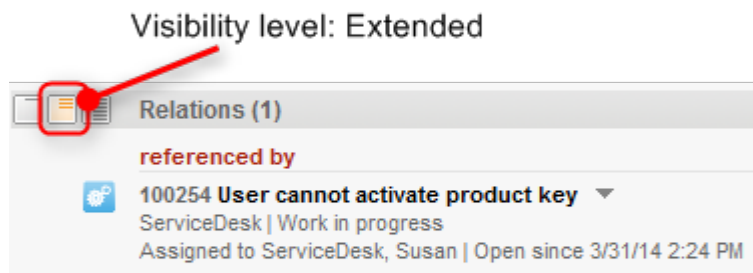 Visibility level: Extended
Relations (1)
referenced by
100254 User cannot activate product key
ServiceDesk | Work in progress
Assigned to ServiceDesk, Susan | Open since 3/31/14 2:24 PM